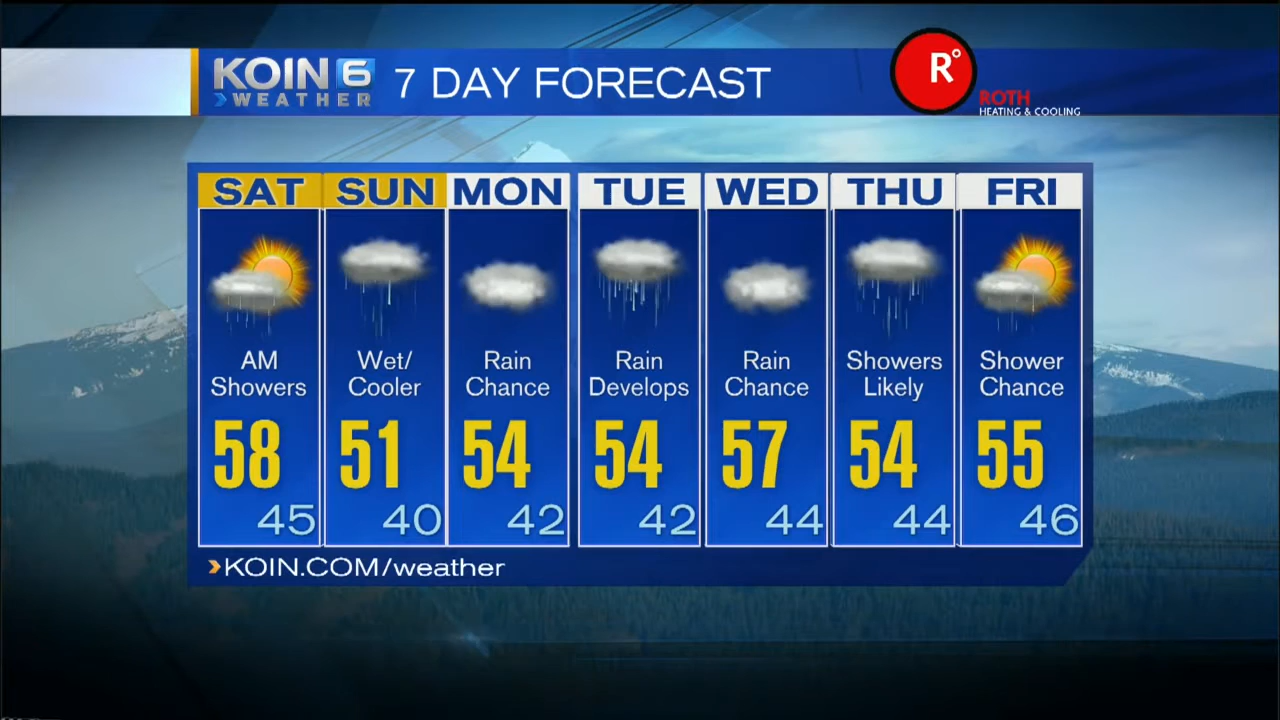 KOIN 6
WEATHER
7 DAY FORECAST
R°
ROTH
HEATING & COOLING
SAT SUN MON TUE WED THU FRI
AM
Showers
Wet/
Cooler
Rain
Chance
Rain
Develops
Rain
Chance
Showers
Likely
Shower
Chance
58 51 54 54 57 54 55
45 40 42 42 44 44 46
KOIN.COM/weather